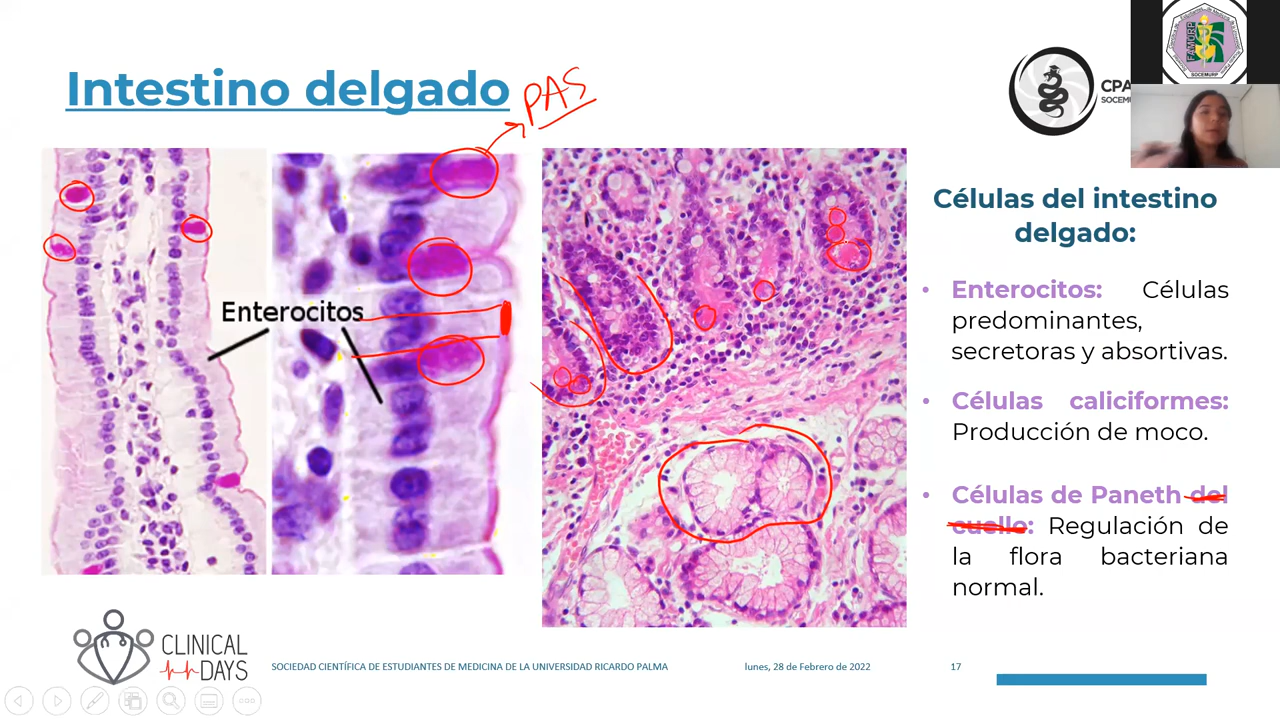 Intestino delgado
PAS
CPA
SOCEMU
FAMURP
SOCEMURP
Enterocitos
Células del intestino
delgado:
• Enterocitos: Células
predominantes,
secretoras y absortivas.
• Células caliciformes:
Producción de moco.
• Células de Paneth del
cuello: Regulación de
la flora bacteriana
normal.
CLINICAL
DAYS
SOCIEDAD CIENTÍFICA DE ESTUDIANTES DE MEDICINA DE LA UNIVERSIDAD RICARDO PALMA
lunes, 28 de Febrero de 2022
17